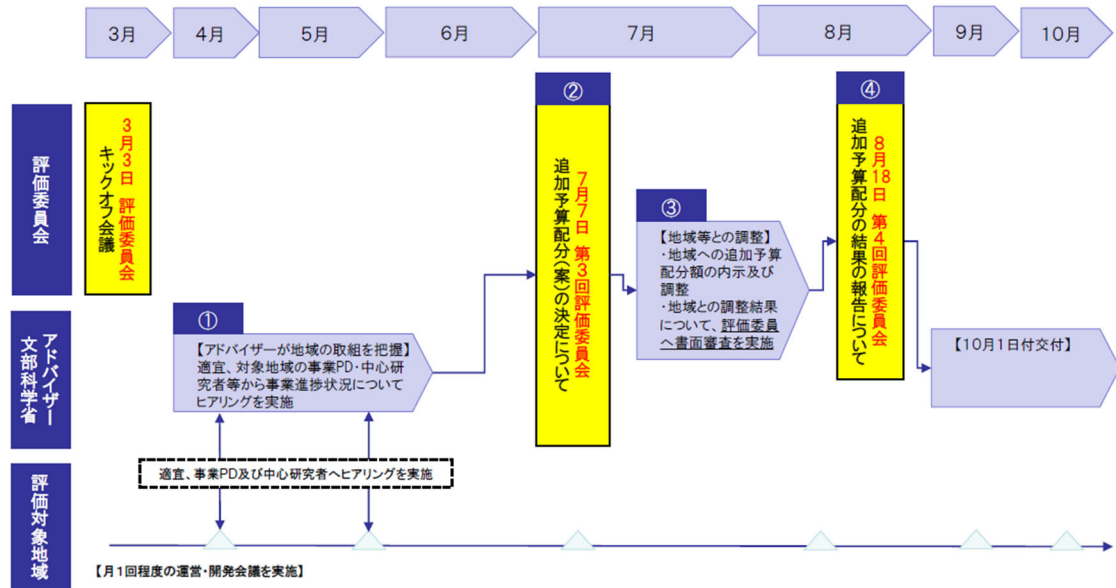 3月
4月
5月
6月
7月
8月
9月
10月
評価委員会
3月3日 評価委員会
キックオフ会議
②
7月7日 第3回評価委員会
追加予算配分(案)の決定について
③
【地域等との調整】
・地域への追加予算
配分額の内示及び
調整
・地域との調整結果
について、評価委員
へ書面審査を実施
④
8月18日 第4回評価委員会
追加予算配分の結果の報告について
アドバイザー
文部科学省
①
【アドバイザーが地域の取組を把握】
適宜、対象地域の事業PD・中心研
究者等から事業進捗状況について
ヒアリングを実施
【10月1日付交付】
評価対象地域
適宜、事業PD及び中心研究者へヒアリングを実施
【月1回程度の運営・開発会議を実施】